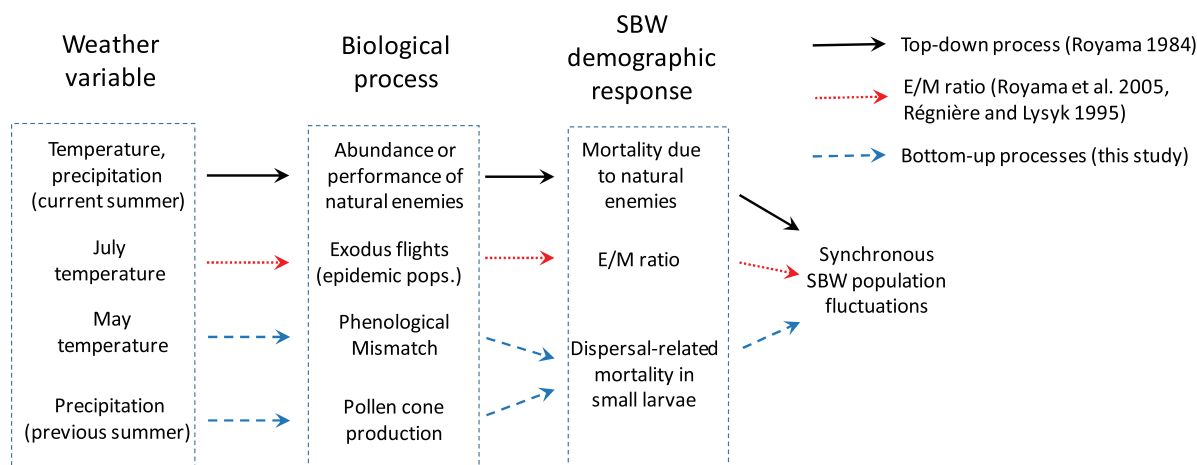 Weather
variable
Biological
process
SBW
demographic
response
Top-down process (Royama 1984)
E/M ratio (Royama et al. 2005,
Régnière and Lysyk 1995)
Bottom-up processes (this study)
Temperature,
precipitation
(current summer)
Abundance or
performance of
natural enemies
Mortality due
to natural
enemies
July
temperature
Exodus flights
(epidemic pops.)
E/M ratio
Synchronous
SBW population
fluctuations
May
temperature
Phenological
Mismatch
Dispersal-related
mortality in
small larvae
Precipitation
(previous summer)
Pollen cone
production